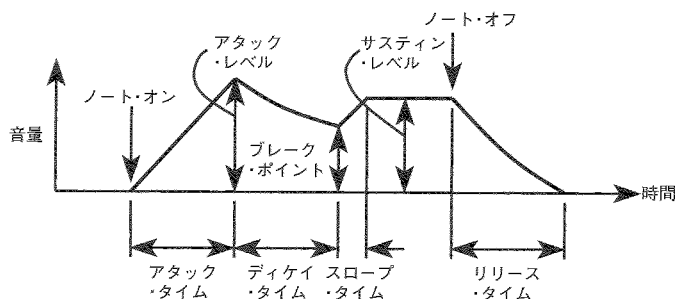 ノート・オフ
アタック
・レベル
サスティン
・レベル
ノート・オン
音量
ブレーク
・ポイント
時間
アタック
・タイム
ディケイ
・タイム
スロープ
・タイム
リリース
・タイム